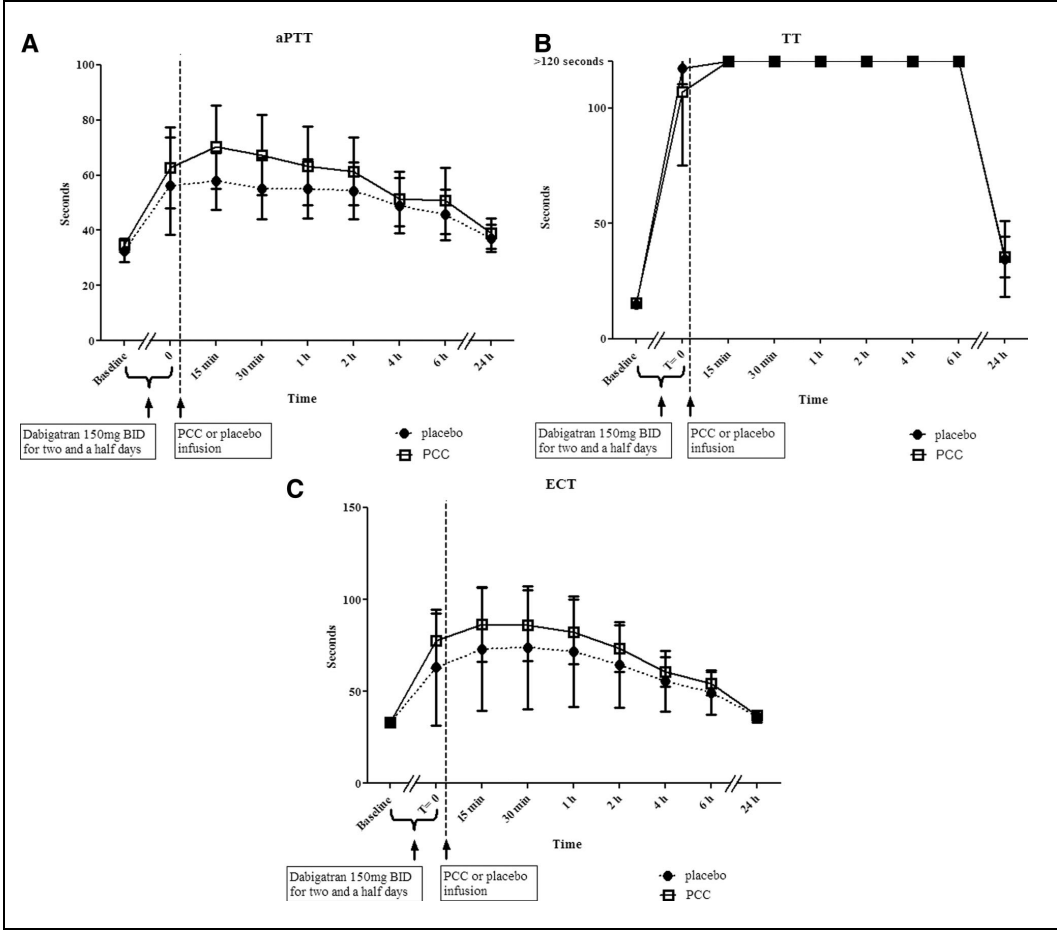 A
aPTT
100
80
60
40
20
0
Seconds
Baseline
0
15 min
30 min
1 h
2 h
4 h
6 h
24 h
Time
Dabigatran 150mg BID
for two and a half days
PCC or placebo
infusion
placebo
PCC
B
TT
>120 seconds
100
50
0
Seconds
Baseline
T= 0
15 min
30 min
1 h
2 h
4 h
6 h
24 h
Time
Dabigatran 150mg BID
for two and a half days
PCC or placebo
infusion
placebo
PCC
C
ECT
150
100
50
0
Seconds
Baseline
T= 0
15 min
30 min
1 h
2 h
4 h
6 h
24 h
Time
Dabigatran 150mg BID
for two and a half days
PCC or placebo
infusion
placebo
PCC